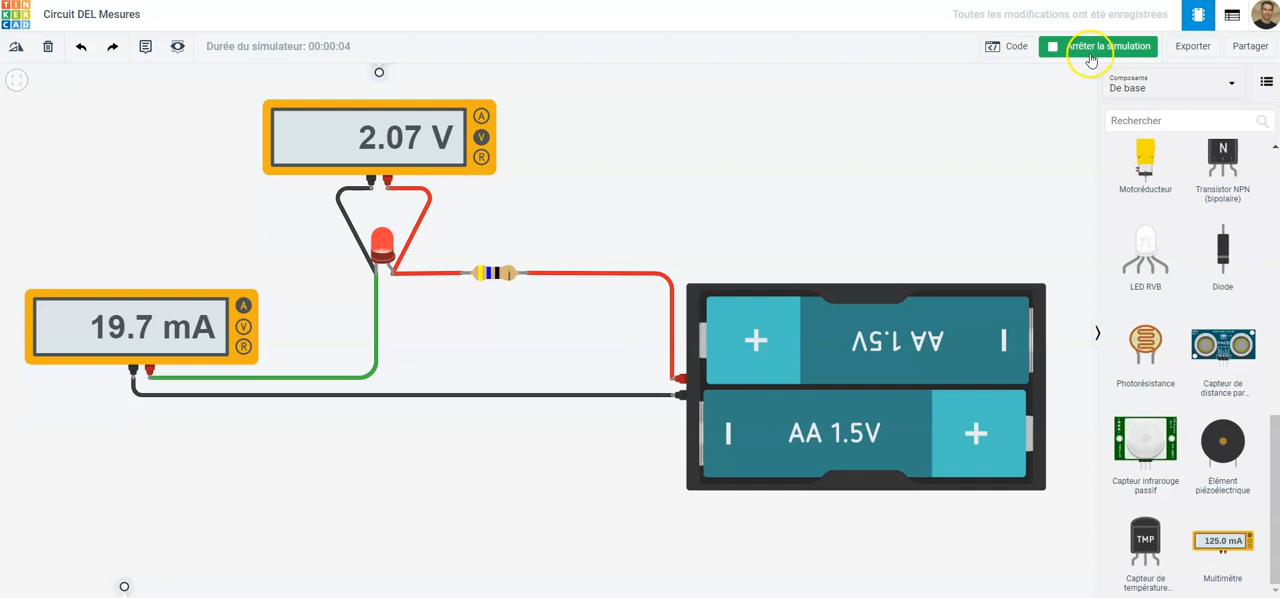 TIN
KER
CAD
Circuit DEL Mesures
Toutes les modifications ont été enregistrées
Durée du simulateur: 00:00:04
Code
Arrêter la simulation
Exporter
Partager
Composants
De base
Rechercher
2.07 V
A
V
R
19.7 mA
A
V
R
+ AA 1.5V
AA 1.5V +
Motoréducteur
N
Transistor NPN
(bipolaire)
LED RVB
Diode
Photorésistance
Capteur de
distance par...
Capteur infrarouge
passif
Élément
piézoélectrique
TMP
Capteur de
température...
125.0 mA
Multimètre